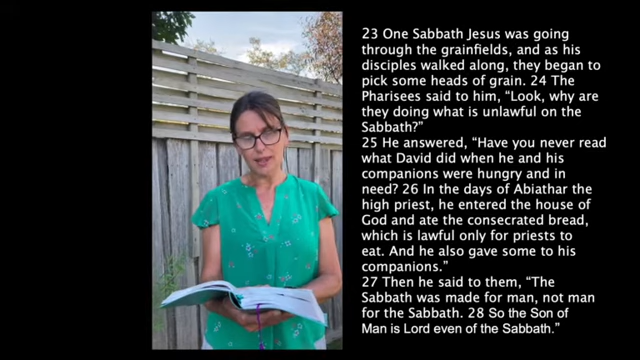 23 One Sabbath Jesus was going
through the grainfields, and as his
disciples walked along, they began to
pick some heads of grain. 24 The
Pharisees said to him, “Look, why are
they doing what is unlawful on the
Sabbath?”
25 He answered, “Have you never read
what David did when he and his
companions were hungry and in
need? 26 In the days of Abiathar the
high priest, he entered the house of
God and ate the consecrated bread,
which is lawful only for priests to
eat. And he also gave some to his
companions.”
27 Then he said to them, “The
Sabbath was made for man, not man
for the Sabbath. 28 So the Son of
Man is Lord even of the Sabbath.”